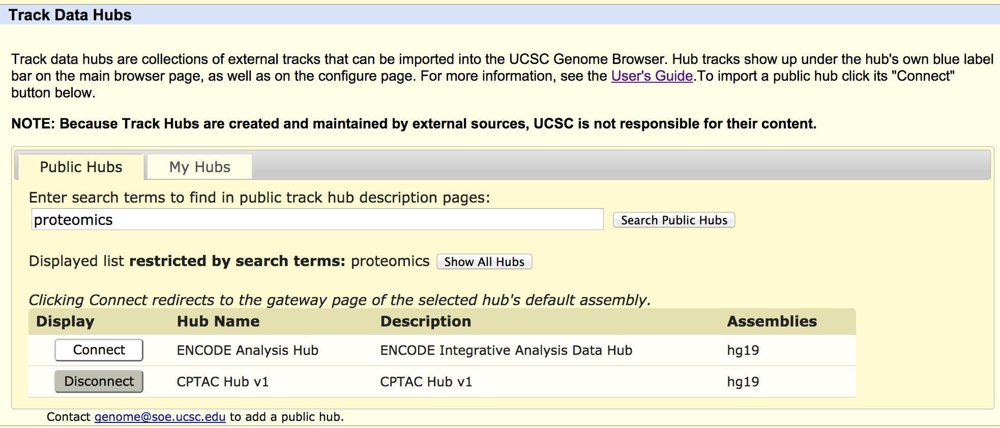 Track Data Hubs
Track data hubs are collections of external tracks that can be imported into the UCSC Genome Browser. Hub tracks show up under the hub's own blue label
bar on the main browser page, as well as on the configure page. For more information, see the User's Guide.To import a public hub click its "Connect"
button below.
NOTE: Because Track Hubs are created and maintained by external sources, UCSC is not responsible for their content.
Public Hubs My Hubs
Enter search terms to find in public track hub description pages:
proteomics Search Public Hubs
Displayed list restricted by search terms: proteomics Show All Hubs
Clicking Connect redirects to the gateway page of the selected hub's default assembly.
Display Hub Name Description Assemblies
Connect ENCODE Analysis Hub ENCODE Integrative Analysis Data Hub hg19
Disconnect CPTAC Hub v1 CPTAC Hub v1 hg19
Contact genome@soe.ucsc.edu to add a public hub.